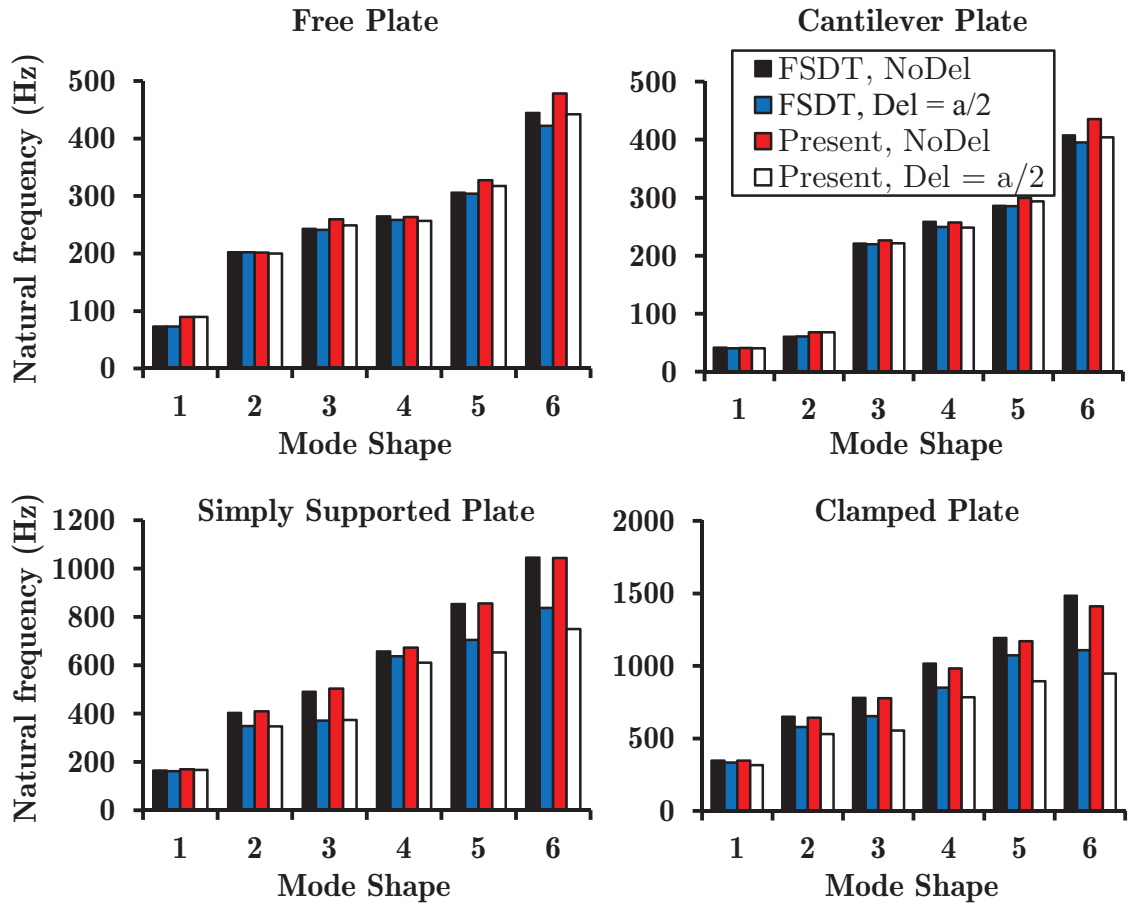 Free Plate
Natural frequency (Hz)
500
400
300
200
100
0
1 2 3 4 5 6
Mode Shape
Cantilever Plate
FSDT, NoDel
FSDT, Del = a/2
Present, NoDel
Present, Del = a/2
500
400
300
200
100
0
1 2 3 4 5 6
Mode Shape
Simply Supported Plate
Natural frequency (Hz)
1200
1000
800
600
400
200
0
1 2 3 4 5 6
Mode Shape
Clamped Plate
2000
1500
1000
500
0
1 2 3 4 5 6
Mode Shape